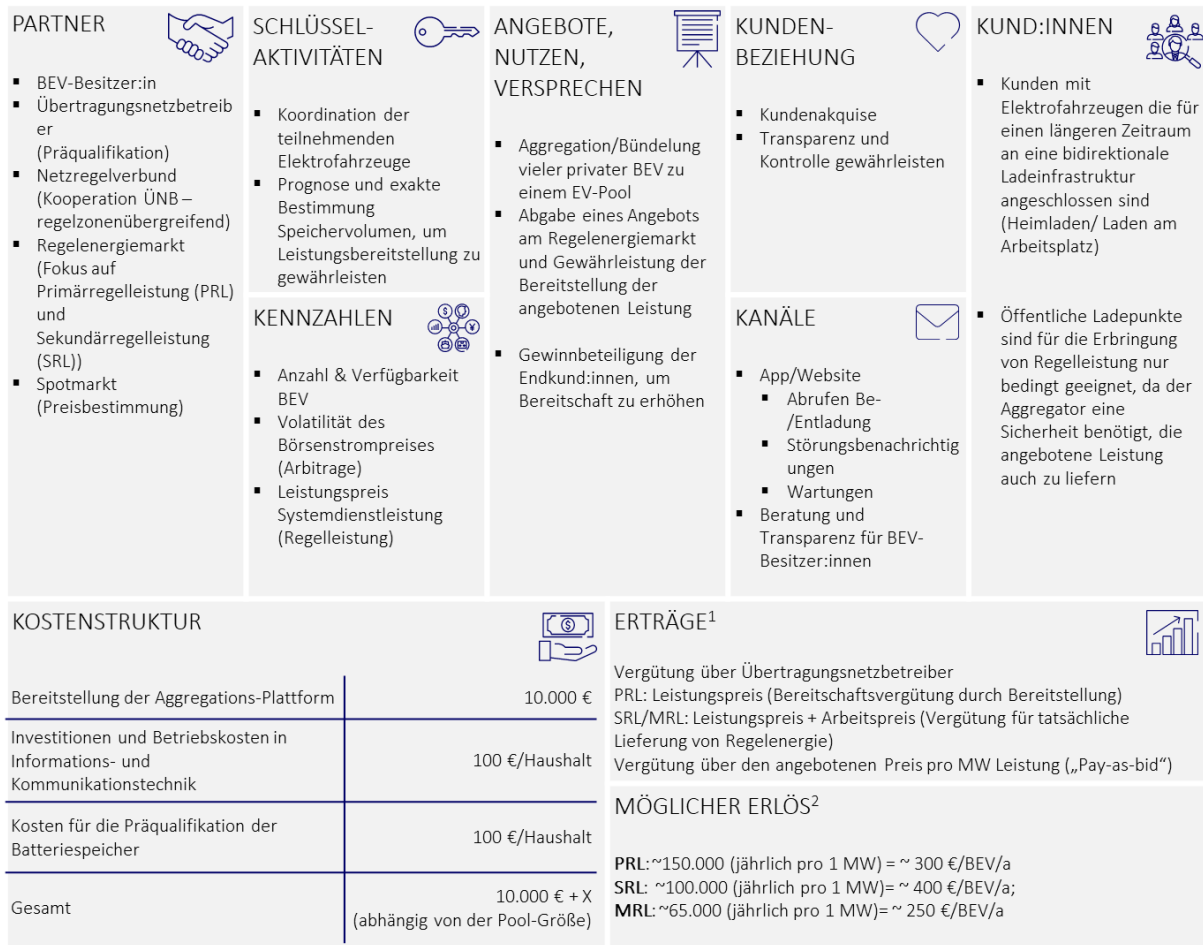 PARTNER
BEV-Besitzer:in
Übertragungsnetzbetreib
er
(Präqualifikation)
Netzregelverbund
(Kooperation ÜNB –
regelzonenübergreifend)
Regelenergiemarkt
(Fokus auf
Primärregelleistung (PRL)
und
Sekundärregelleistung
(SRL))
Spotmarkt
(Preisbestimmung)
SCHLÜSSEL-
AKTIVITÄTEN
Koordination der
teilnehmenden
Elektrofahrzeuge
Prognose und exakte
Bestimmung
Speichervolumen, um
Leistungsbereitstellung zu
gewährleisten
KENNZAHLEN
Anzahl & Verfügbarkeit
BEV
Volatilität des
Börsenstrompreises
(Arbitrage)
Leistungspreis
Systemdienstleistung
(Regelleistung)
ANGEBOTE,
NUTZEN,
VERSPRECHEN
Aggregation/Bündelung
vieler privater BEV zu
einem EV-Pool
Abgabe eines Angebots
am Regelenergiemarkt
und Gewährleistung der
Bereitstellung der
angebotenen Leistung
Gewinnbeteiligung der
Endkund:innen, um
Bereitschaft zu erhöhen
KUNDEN-
BEZIEHUNG
Kundenakquise
Transparenz und
Kontrolle gewährleisten
KANÄLE
App/Website
Abrufen Be-
/Entladung
Störungsbenachrichtig
ungen
Wartungen
Beratung und
Transparenz für BEV-
Besitzer:innen
KUND:INNEN
Kunden mit
Elektrofahrzeugen die für
einen längeren Zeitraum
an eine bidirektionale
Ladeinfrastruktur
angeschlossen sind
(Heimladen/ Laden am
Arbeitsplatz)
Öffentliche Ladepunkte
sind für die Erbringung
von Regelleistung nur
bedingt geeignet, da der
Aggregator eine
Sicherheit benötigt, die
angebotene Leistung
auch zu liefern
KOSTENSTRUKTUR
Bereitstellung der Aggregations-Plattform 10.000 €
Investitionen und Betriebskosten in
Informations- und
Kommunikationstechnik
100 €/Haushalt
Kosten für die Präqualifikation der
Batteriespeicher
100 €/Haushalt
Gesamt
10.000 € + X
(abhängig von der Pool-Größe)
ERTRÄGE¹
Vergütung über Übertragungsnetzbetreiber
PRL: Leistungspreis (Bereitschaftsvergütung durch Bereitstellung)
SRL/MRL: Leistungspreis + Arbeitspreis (Vergütung für tatsächliche
Lieferung von Regelenergie)
Vergütung über den angebotenen Preis pro MW Leistung („Pay-as-bid“)
MÖGLICHER ERLÖS²
PRL: ~150.000 (jährlich pro 1 MW) = ~ 300 €/BEV/a
SRL: ~100.000 (jährlich pro 1 MW)= ~ 400 €/BEV/a;
MRL: ~65.000 (jährlich pro 1 MW)= ~ 250 €/BEV/a